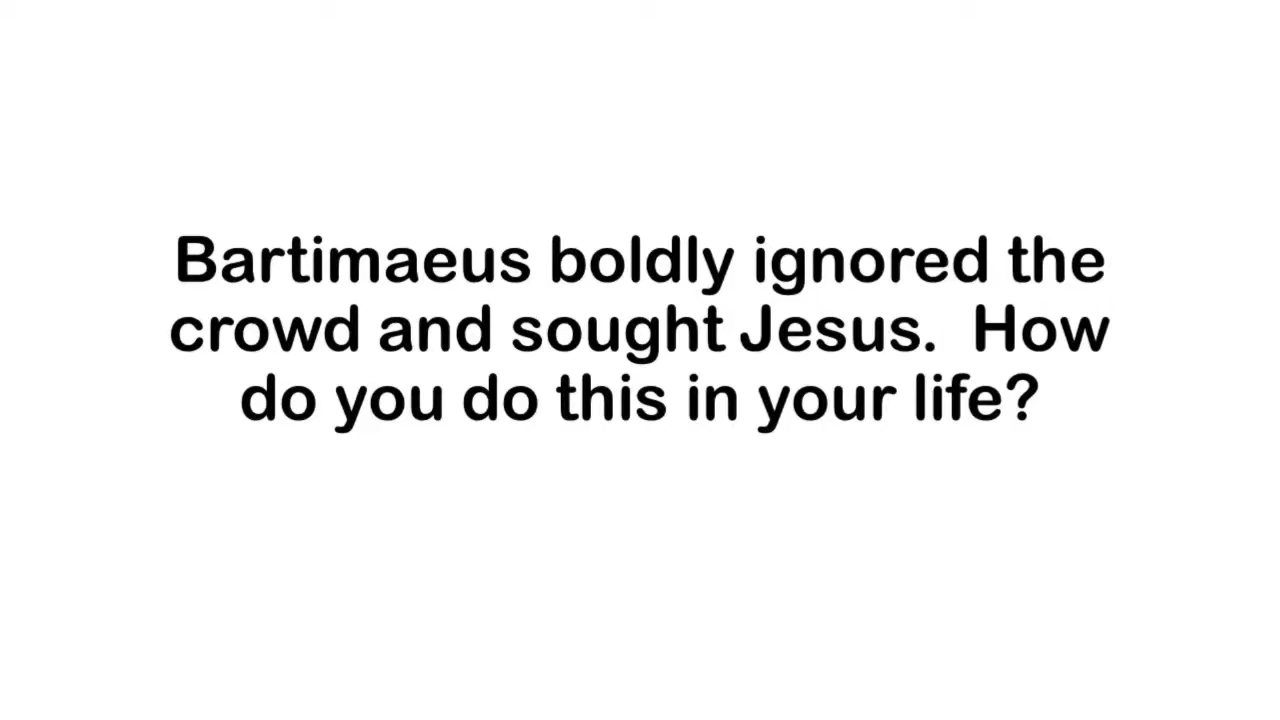 Bartimaeus boldly ignored the
crowd and sought Jesus.  How
do you do this in your life?